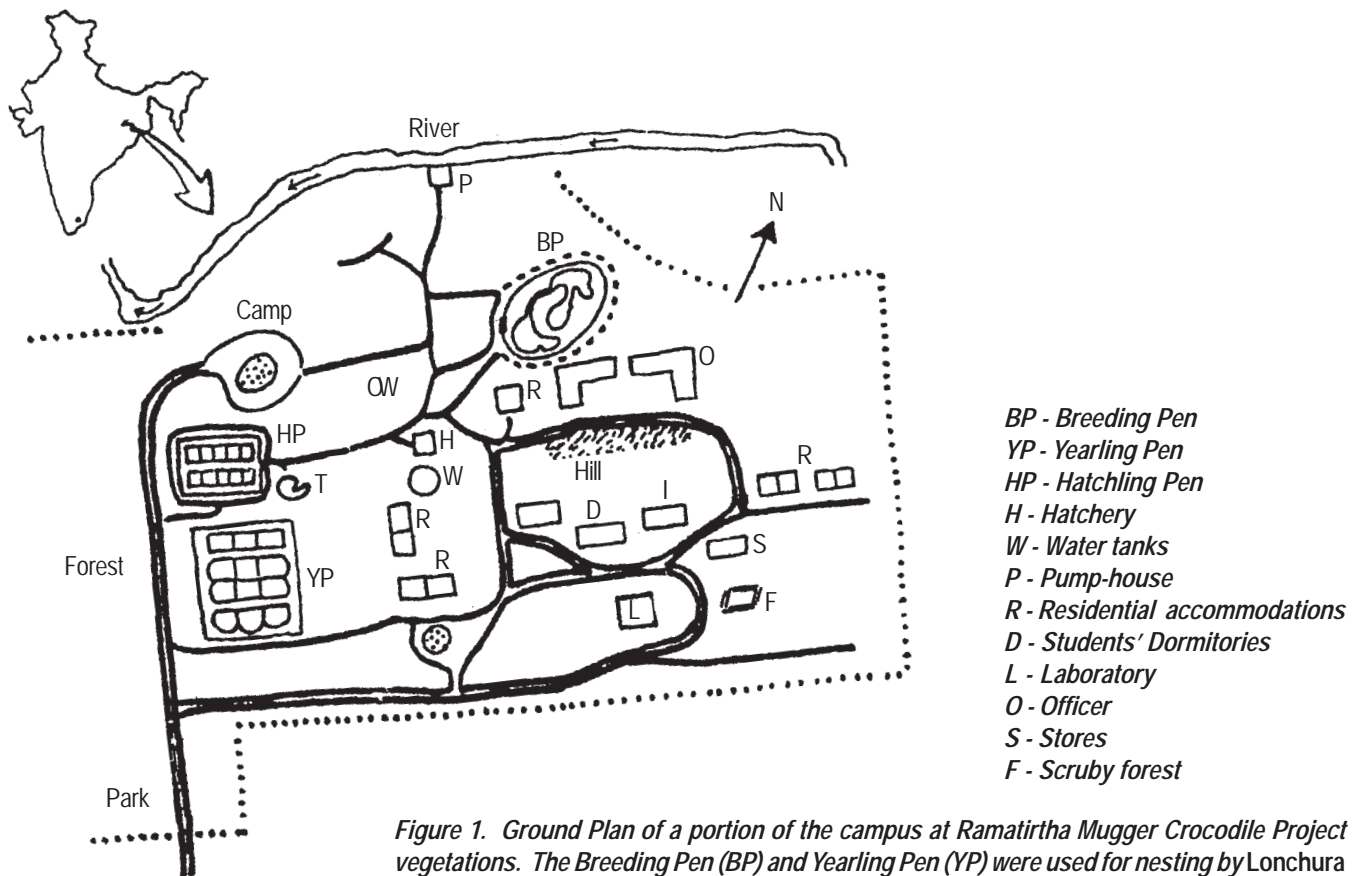 River
P
N
BP
Camp
O
OW
R
HP
H
Hill
R
T
W
I
D
R
S
Forest
YP
R
L
F
Park
BP - Breeding Pen
YP - Yearling Pen
HP - Hatchling Pen
H - Hatchery
W - Water tanks
P - Pump-house
R - Residential accommodations
D - Students' Dormitories
L - Laboratory
O - Officer
S - Stores
F - Scruby forest
Figure 1. Ground Plan of a portion of the campus at Ramatirtha Mugger Crocodile Project
vegetations. The Breeding Pen (BP) and Yearling Pen (YP) were used for nesting by Lonchura